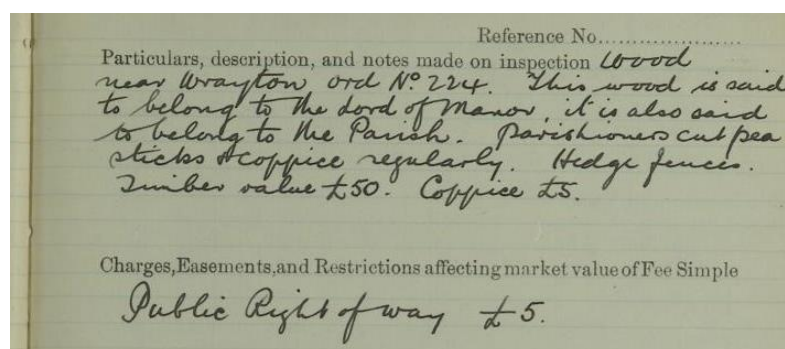 Reference No......................
Particulars, description, and notes made on inspection Wood
near Wrayton ord No. 224. This wood is said
to belong to the Lord of Manor, it is also said
to belong to the Parish. Parishioners cut pea
sticks & coppice regularly. Hedge fences.
Timber value £50. Coppice £5.
Charges, Easements, and Restrictions affecting market value of Fee Simple
Public Right of way £5.